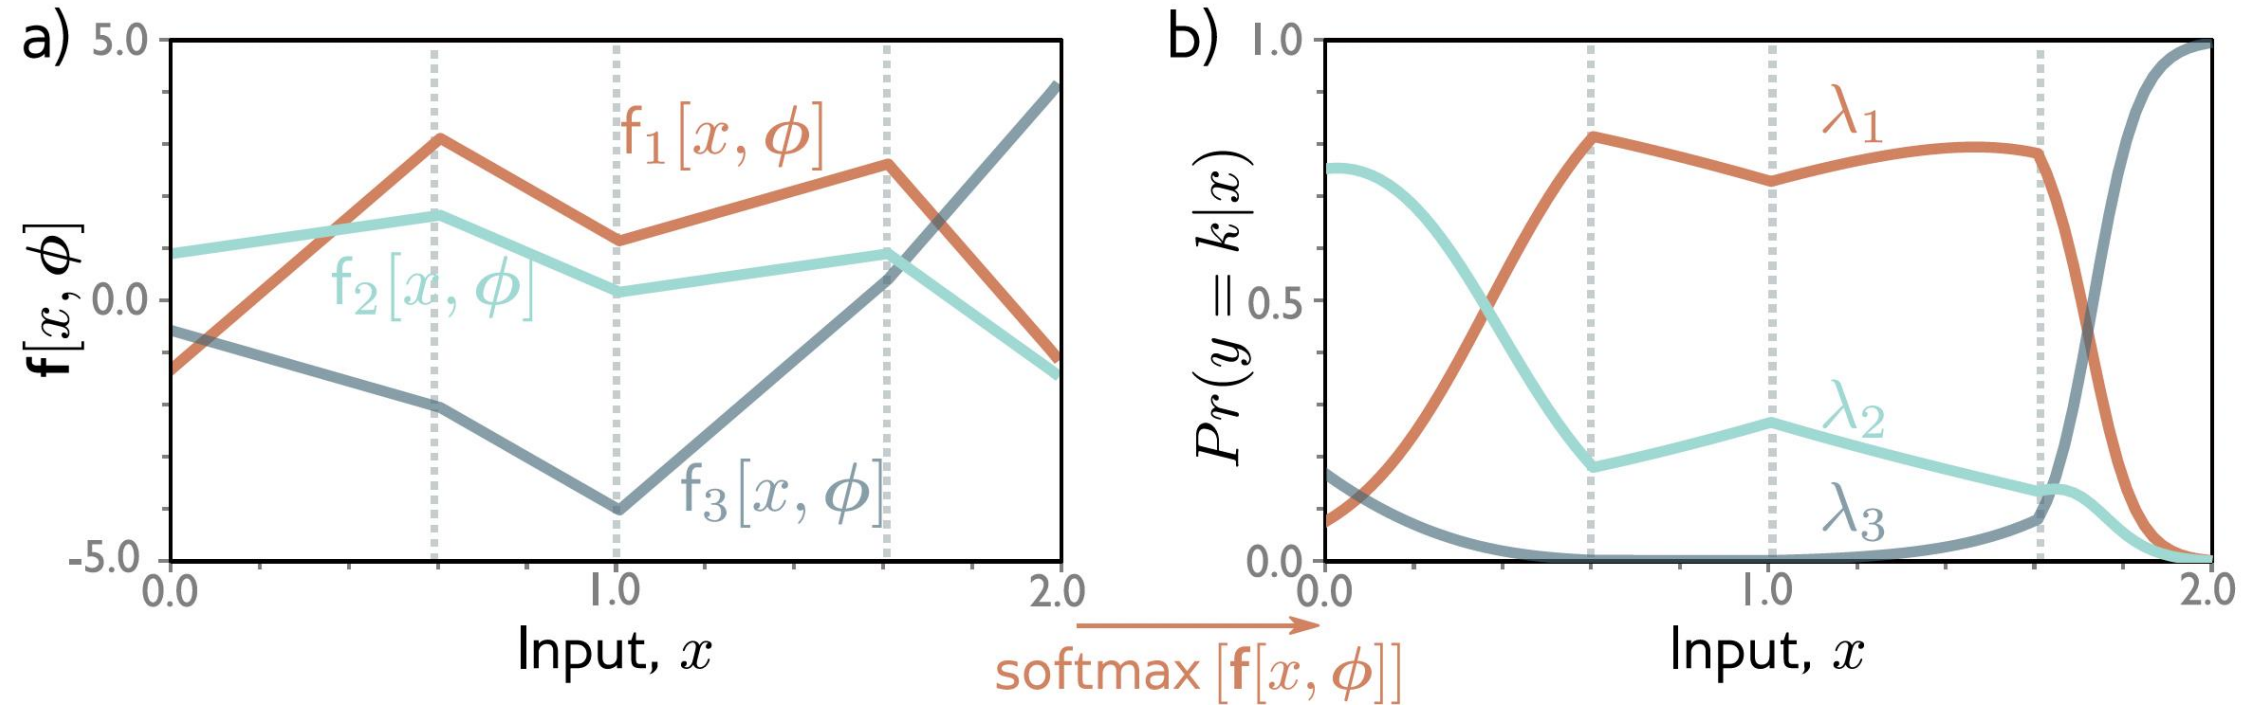 a)
5.0
0.0
-5.0
f[x, ϕ]
f₁[x, ϕ]
f₂[x, ϕ]
f₃[x, ϕ]
0.0 1.0 2.0
Input, x
softmax [f[x, ϕ]]
b)
1.0
0.5
0.0
Pr(y = k|x)
λ₁
λ₂
λ₃
0.0 1.0 2.0
Input, x